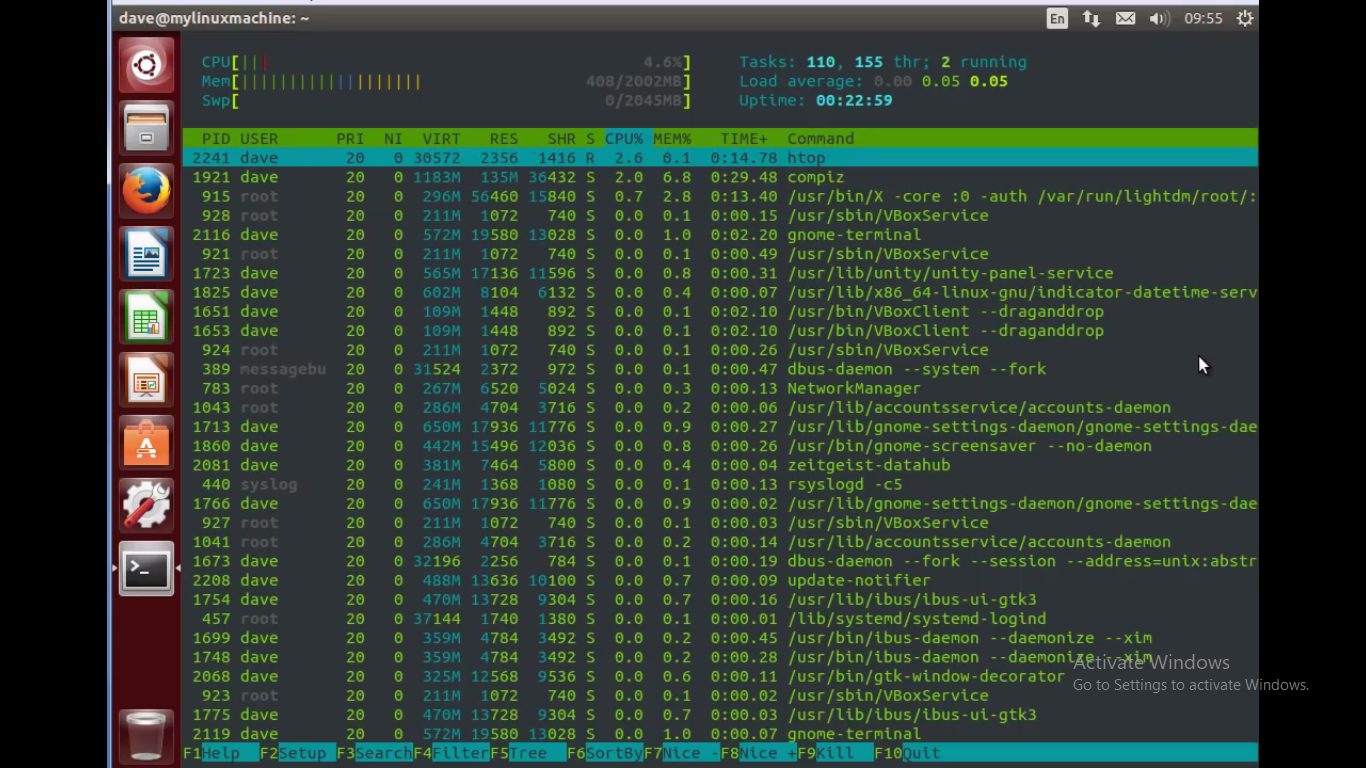 dave@mylinuxmachine: ~
En 09:55
CPU[||| 4.6%] Tasks: 110, 155 thr; 2 running
Mem[||||||||||||||||||| 408/2002MB] Load average: 0.00 0.05 0.05
Swp[ 0/2045MB] Uptime: 00:22:59
PID USER PRI NI VIRT RES SHR S CPU% MEM% TIME+ Command
2241 dave 20 0 30572 2356 1416 R 2.6 0.1 0:14.78 htop
1921 dave 20 0 1183M 135M 36432 S 2.0 6.8 0:29.48 compiz
915 root 20 0 296M 56460 15840 S 0.7 2.8 0:13.40 /usr/bin/X -core :0 -auth /var/run/lightdm/root/:
928 root 20 0 211M 1072 740 S 0.0 0.1 0:00.15 /usr/sbin/VBoxService
2116 dave 20 0 572M 19580 13028 S 0.0 1.0 0:02.20 gnome-terminal
921 root 20 0 211M 1072 740 S 0.0 0.1 0:00.49 /usr/sbin/VBoxService
1723 dave 20 0 565M 17136 11596 S 0.0 0.8 0:00.31 /usr/lib/unity/unity-panel-service
1825 dave 20 0 602M 8104 6132 S 0.0 0.4 0:00.07 /usr/lib/x86_64-linux-gnu/indicator-datetime-serv
1651 dave 20 0 109M 1448 892 S 0.0 0.1 0:02.10 /usr/bin/VBoxClient --draganddrop
1653 dave 20 0 109M 1448 892 S 0.0 0.1 0:02.10 /usr/bin/VBoxClient --draganddrop
924 root 20 0 211M 1072 740 S 0.0 0.1 0:00.26 /usr/sbin/VBoxService
389 messagebu 20 0 31524 2372 972 S 0.0 0.1 0:00.47 dbus-daemon --system --fork
783 root 20 0 267M 6520 5024 S 0.0 0.3 0:00.13 NetworkManager
1043 root 20 0 286M 4704 3716 S 0.0 0.2 0:00.06 /usr/lib/accountsservice/accounts-daemon
1713 dave 20 0 650M 17936 11776 S 0.0 0.9 0:00.27 /usr/lib/gnome-settings-daemon/gnome-settings-dae
1860 dave 20 0 442M 15496 12036 S 0.0 0.8 0:00.26 /usr/bin/gnome-screensaver --no-daemon
2081 dave 20 0 381M 7464 5800 S 0.0 0.4 0:00.04 zeitgeist-datahub
440 syslog 20 0 241M 1368 1080 S 0.0 0.1 0:00.13 rsyslogd -c5
1766 dave 20 0 650M 17936 11776 S 0.0 0.9 0:00.02 /usr/lib/gnome-settings-daemon/gnome-settings-dae
927 root 20 0 211M 1072 740 S 0.0 0.1 0:00.03 /usr/sbin/VBoxService
1041 root 20 0 286M 4704 3716 S 0.0 0.2 0:00.14 /usr/lib/accountsservice/accounts-daemon
1673 dave 20 0 32196 2256 784 S 0.0 0.1 0:00.19 dbus-daemon --fork --session --address=unix:abstr
2208 dave 20 0 488M 13636 10100 S 0.0 0.7 0:00.09 update-notifier
1754 dave 20 0 470M 13728 9304 S 0.0 0.7 0:00.16 /usr/lib/ibus/ibus-ui-gtk3
457 root 20 0 37144 1740 1380 S 0.0 0.1 0:00.01 /lib/systemd/systemd-logind
1699 dave 20 0 359M 4784 3492 S 0.0 0.2 0:00.45 /usr/bin/ibus-daemon --daemonize --xim
1748 dave 20 0 359M 4784 3492 S 0.0 0.2 0:00.28 /usr/bin/ibus-daemon --daemonize --xim
2068 dave 20 0 325M 12568 9536 S 0.0 0.6 0:00.11 /usr/bin/gtk-window-decorator
923 root 20 0 211M 1072 740 S 0.0 0.1 0:00.02 /usr/sbin/VBoxService
1775 dave 20 0 470M 13728 9304 S 0.0 0.7 0:00.03 /usr/lib/ibus/ibus-ui-gtk3
2119 dave 20 0 572M 19580 13028 S 0.0 1.0 0:00.00 gnome-terminal
F1Help F2Setup F3SearchF4FilterF5Tree F6SortByF7Nice -F8Nice +F9Kill F10Quit
Activate Windows
Go to Settings to activate Windows.